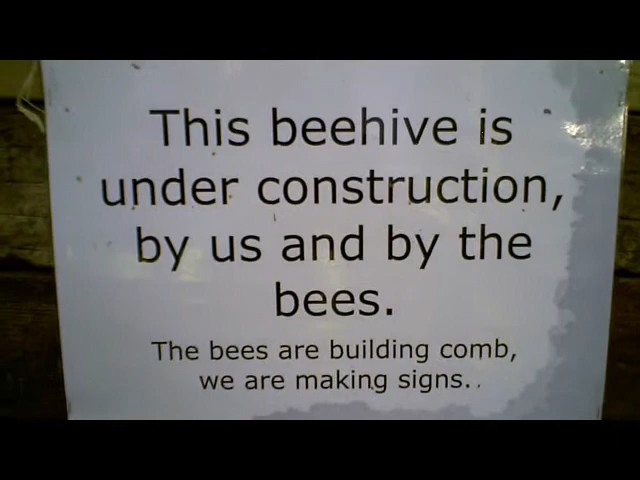 This beehive is
under construction,
by us and by the
bees.
The bees are building comb,
we are making signs..